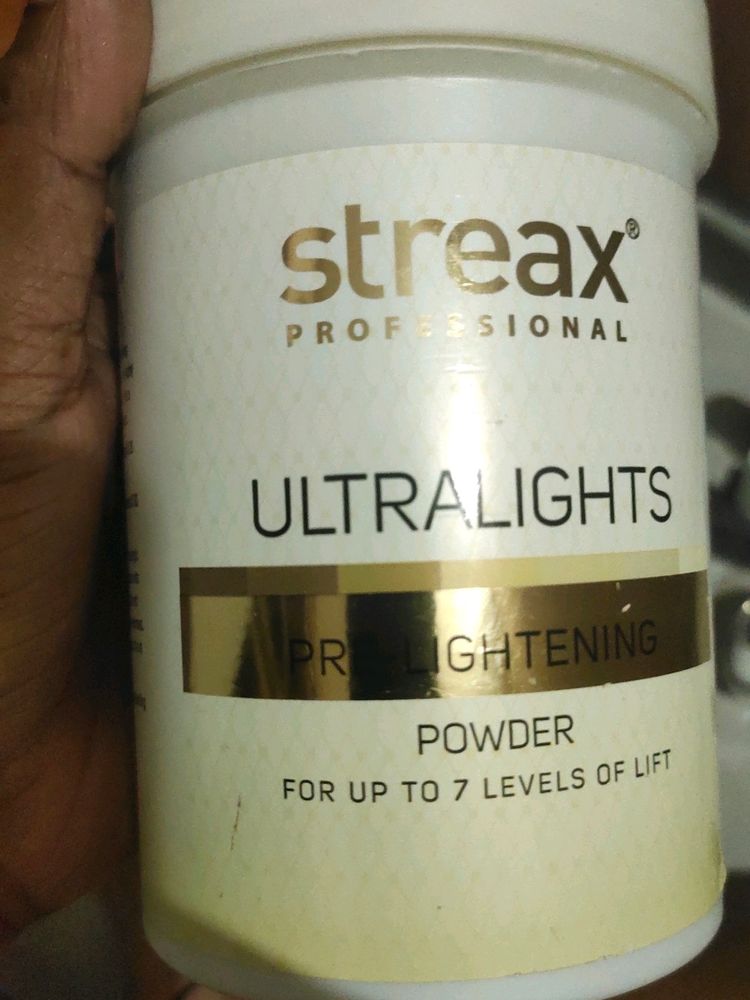 streax®
PROFESSIONAL
ULTRALIGHTS
PRE-LIGHTENING
POWDER
FOR UP TO 7 LEVELS OF LIFT